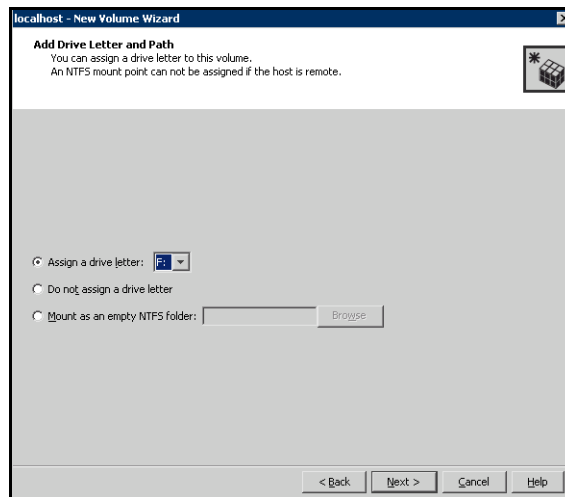 localhost - New Volume Wizard
Add Drive Letter and Path
You can assign a drive letter to this volume.
An NTFS mount point can not be assigned if the host is remote.
Assign a drive letter: F:
Do not assign a drive letter
Mount as an empty NTFS folder: Browse
< Back Next > Cancel Help